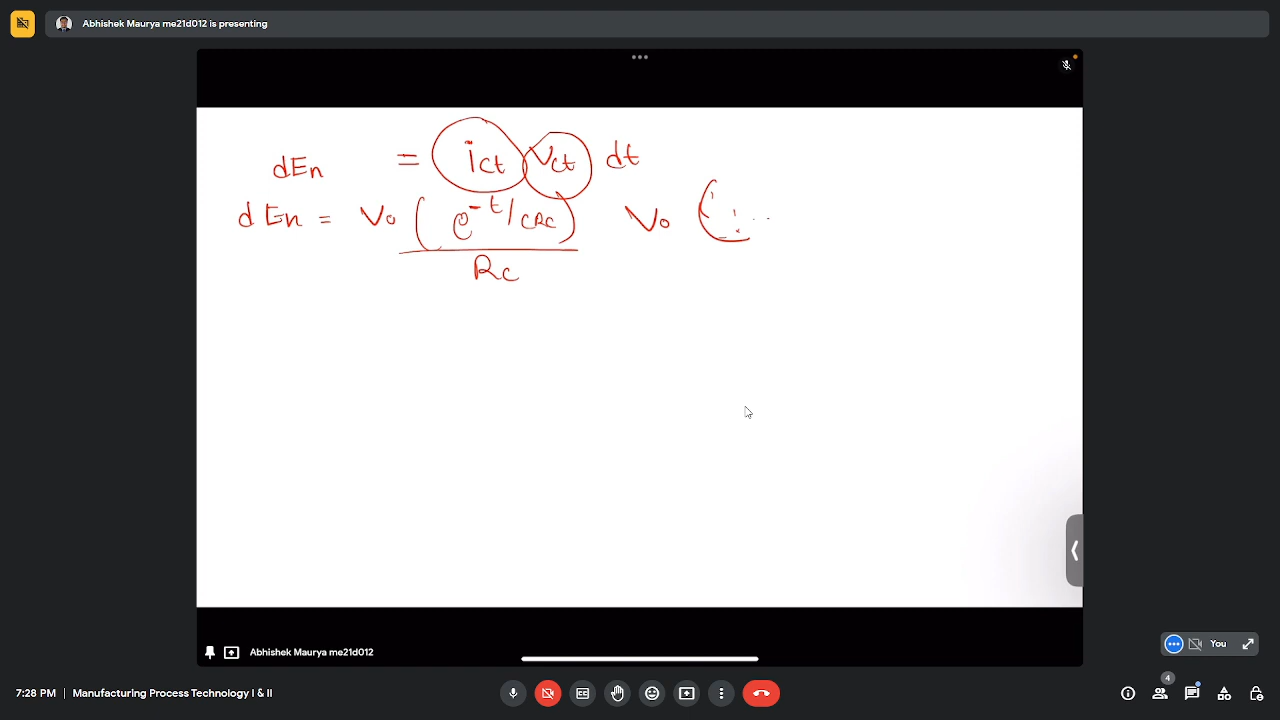 Abhishek Maurya me21d012 is presenting
dEn = ict Vct dt
dEn = Vo (e^-t/CRc) Vo (
Rc
Abhishek Maurya me21d012
You
4
7:28 PM | Manufacturing Process Technology I & II